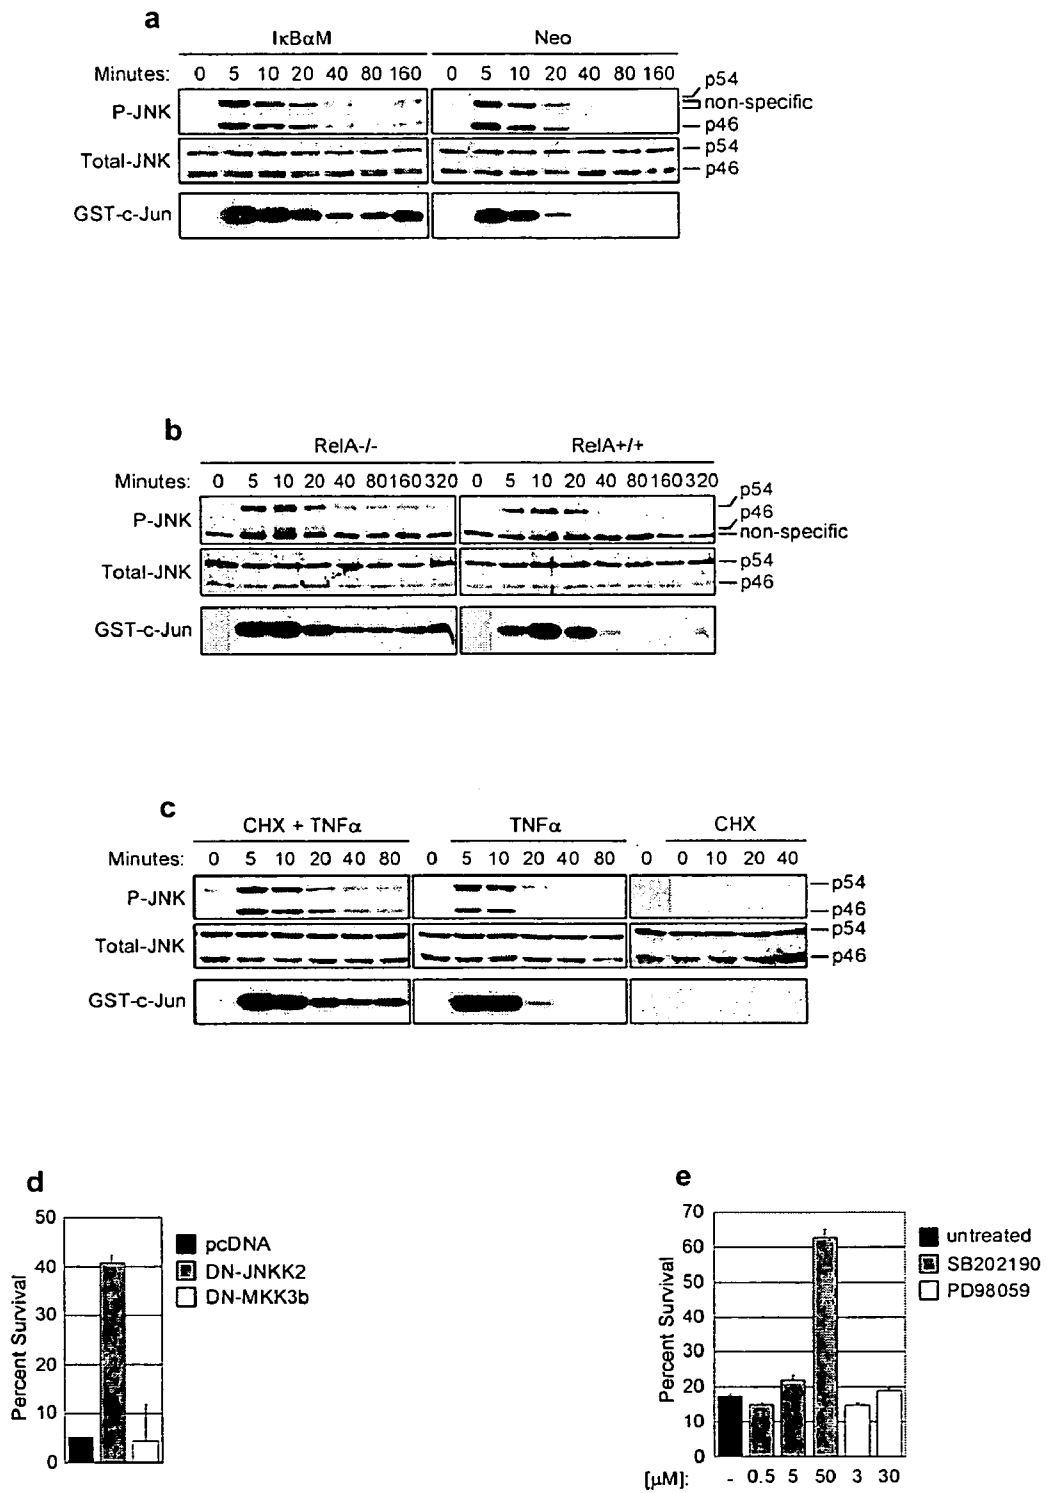 a
IκBαM Neo
Minutes: 0 5 10 20 40 80 160 0 5 10 20 40 80 160
p54
P-JNK non-specific
p46
Total-JNK p54
p46
GST-c-Jun
b
RelA-/- RelA+/+
Minutes: 0 5 10 20 40 80 160 320 0 5 10 20 40 80 160 320
p54
P-JNK p46
non-specific
Total-JNK p54
p46
GST-c-Jun
c
CHX + TNFα TNFα CHX
Minutes: 0 5 10 20 40 80 0 5 10 20 40 80 0 0 10 20 40
P-JNK p54
p46
Total-JNK p54
p46
GST-c-Jun
d
Percent Survival
50
40
30
20
10
0
pcDNA
DN-JNKK2
DN-MKK3b
e
Percent Survival
70
60
50
40
30
20
10
0
untreated
SB202190
PD98059
[μM]: - 0.5 5 50 3 30